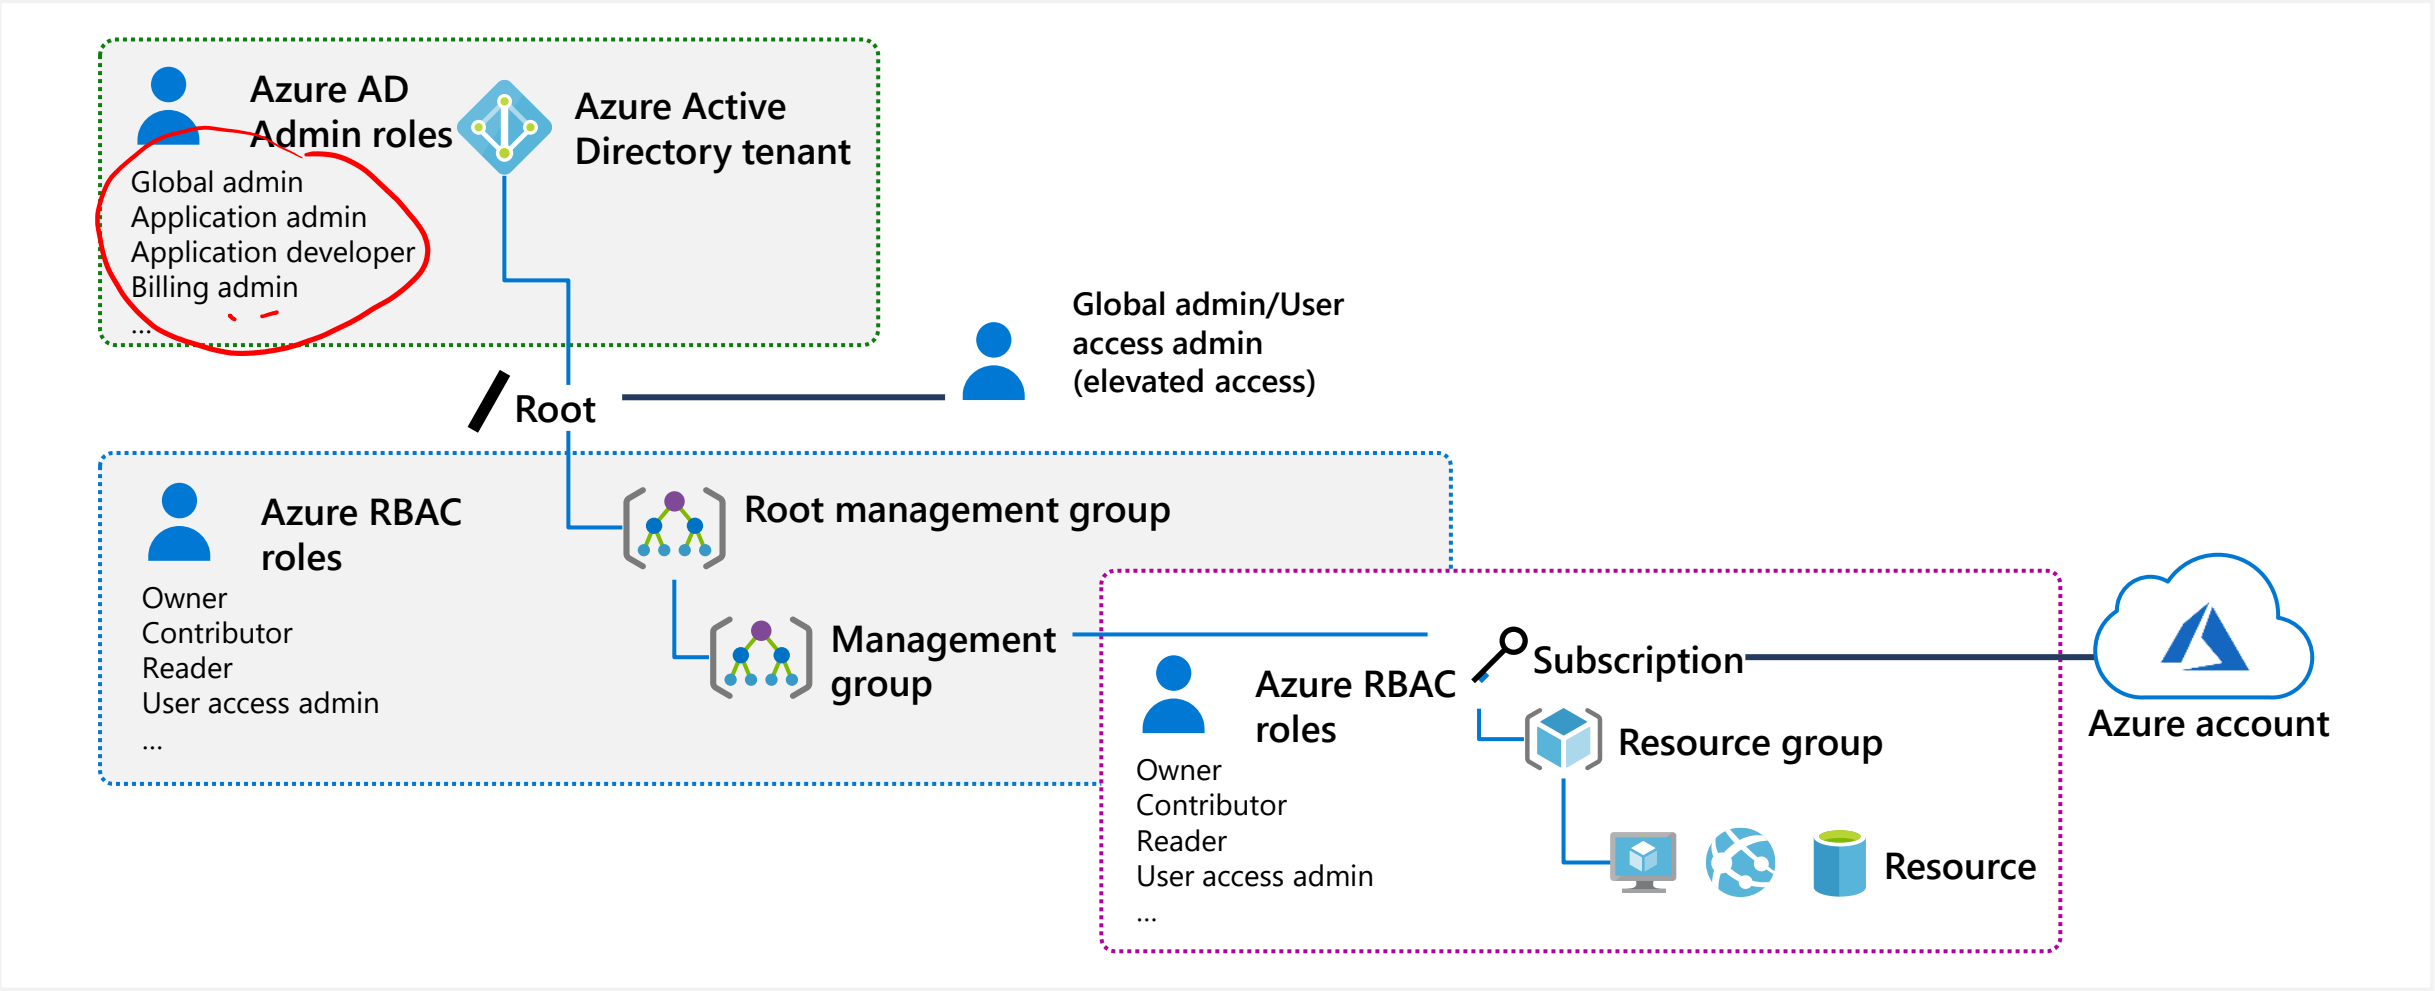 Azure AD
Admin roles
Global admin
Application admin
Application developer
Billing admin
...
Azure Active
Directory tenant
Root
Global admin/User
access admin
(elevated access)
Azure RBAC
roles
Owner
Contributor
Reader
User access admin
...
Root management group
Management
group
Azure RBAC
roles
Owner
Contributor
Reader
User access admin
...
Subscription
Resource group
Resource
Azure account